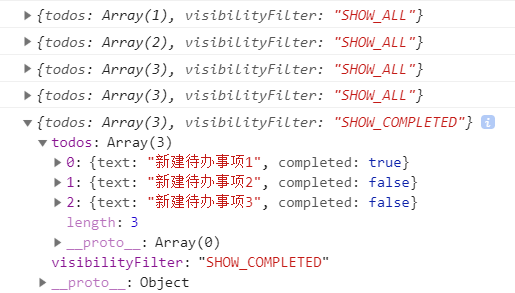 {todos: Array(1), visibilityFilter: "SHOW_ALL"}
{todos: Array(2), visibilityFilter: "SHOW_ALL"}
{todos: Array(3), visibilityFilter: "SHOW_ALL"}
{todos: Array(3), visibilityFilter: "SHOW_ALL"}
{todos: Array(3), visibilityFilter: "SHOW_COMPLETED"} i
todos: Array(3)
0: {text: "新建待办事项1", completed: true}
1: {text: "新建待办事项2", completed: false}
2: {text: "新建待办事项3", completed: false}
length: 3
__proto__: Array(0)
visibilityFilter: "SHOW_COMPLETED"
__proto__: Object